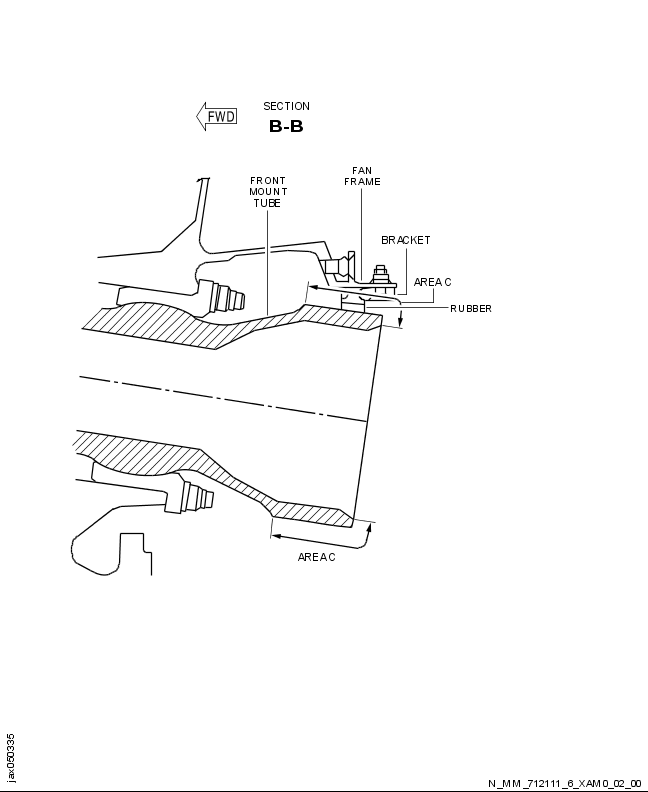 FWD
SECTION
B-B
FRONT
MOUNT
TUBE
FAN
FRAME
BRACKET
AREA C
RUBBER
AREA C
jax050335
N_MM_712111_6_XAM0_02_00